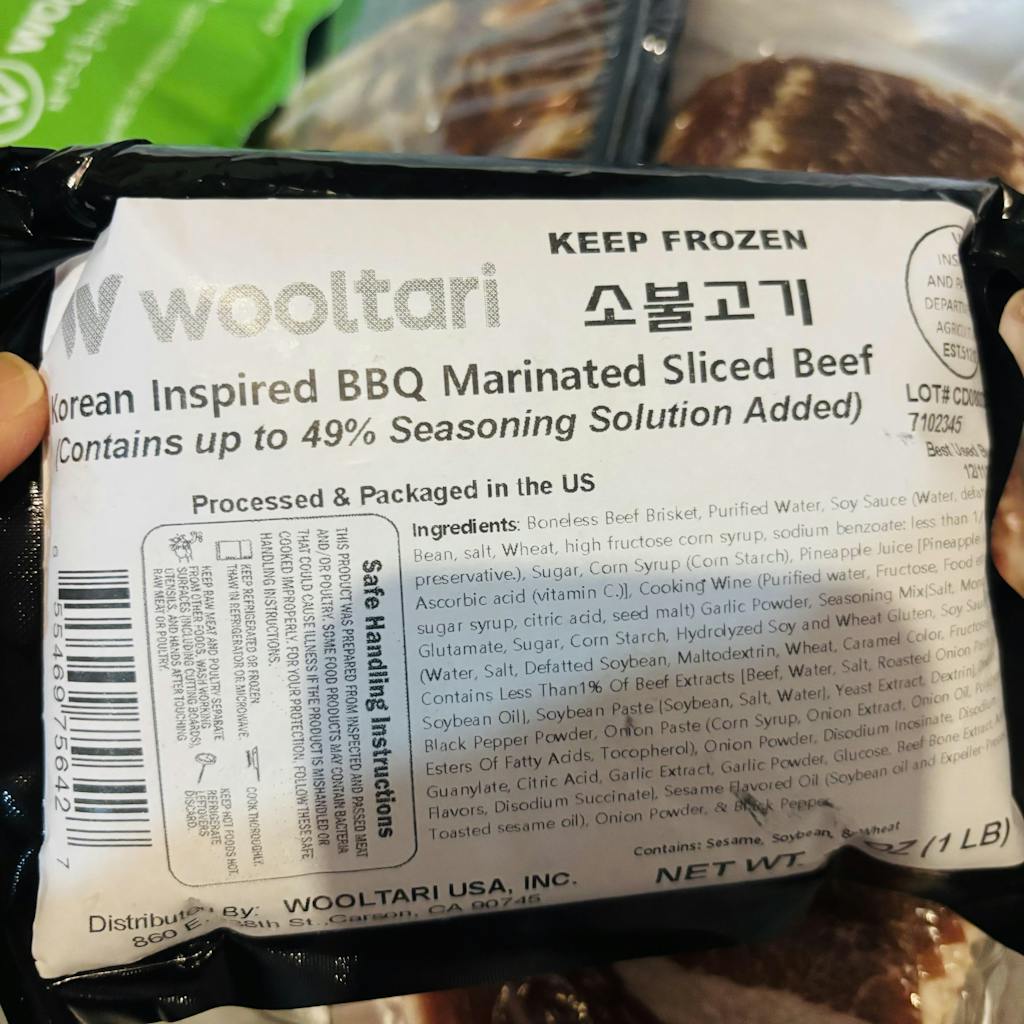 KEEP FROZEN
wooltari
소불고기
Korean Inspired BBQ Marinated Sliced Beef
(Contains up to 49% Seasoning Solution Added)
INS
AND
DEPART
EST.
LOT#
7102345
Best Used B
Processed & Packaged in the US
Ingredients: Boneless Beef Brisket, Purified Water, Soy Sauce (Water,
Bean, salt, Wheat, high fructose corn syrup, sodium benzoate: less than
preservative.), Sugar, Corn Syrup (Corn Starch), Pineapple Juice [Pineapple
Ascorbic acid (vitamin C.)], Cooking Wine (Purified water, Fructose, Food
sugar syrup, citric acid, seed malt) Garlic Powder, Seasoning Mix[Salt,
Glutamate, Sugar, Corn Starch, Hydrolyzed Soy and Wheat Gluten, Soy
(Water, Salt, Defatted Soybean, Maltodextrin, Wheat, Caramel Color,
Contains Less Than1% Of Beef Extracts [Beef, Water, Salt, Roasted Onion
Soybean Oil], Soybean Paste [Soybean, Salt, Water], Yeast Extract, Dextrin,
Black Pepper Powder, Onion Paste (Corn Syrup, Onion Extract, Onion Oil,
Esters Of Fatty Acids, Tocopherol), Onion Powder, Disodium Inosinate,
Guanylate, Citric Acid, Garlic Extract, Garlic Powder, Glucose. Beef Bone Extract
Flavors, Disodium Succinate], Sesame Flavored Oil (Soybean oil and
Toasted sesame oil), Onion Powder, & Black Pepper
Contains: Sesame, Soybean, & Wheat
NET WT. OZ (1 LB)
Safe Handling Instructions
THIS PRODUCT WAS PREPARED FROM INSPECTED AND PASSED MEAT
AND/ OR POULTRY. SOME FOOD PRODUCTS MAY CONTAIN BACTERIA
THAT COULD CAUSE ILLNESS IF THE PRODUCT IS MISHANDLED OR
COOKED IMPROPERLY. FOR YOUR PROTECTION, FOLLOW THESE SAFE
HANDLING INSTRUCTIONS.
KEEP REFRIGERATED OR FROZEN
THAW IN REFRIGERATOR OR MICROWAVE.
COOK THOROUGHLY.
KEEP RAW MEAT AND POULTRY SEPARATE
FROM OTHER FOODS. WASH WORKING
SURFACES (INCLUDING CUTTING BOARDS),
UTENSILS, AND HANDS AFTER TOUCHING
RAW MEAT OR POULTRY.
KEEP HOT FOODS HOT.
REFRIGERATE
LEFTOVERS
DISCARD.
8 55469 75642 7
Distributed By: WOOLTARI USA, INC.
860 E. 238th St., Carson, CA 90745